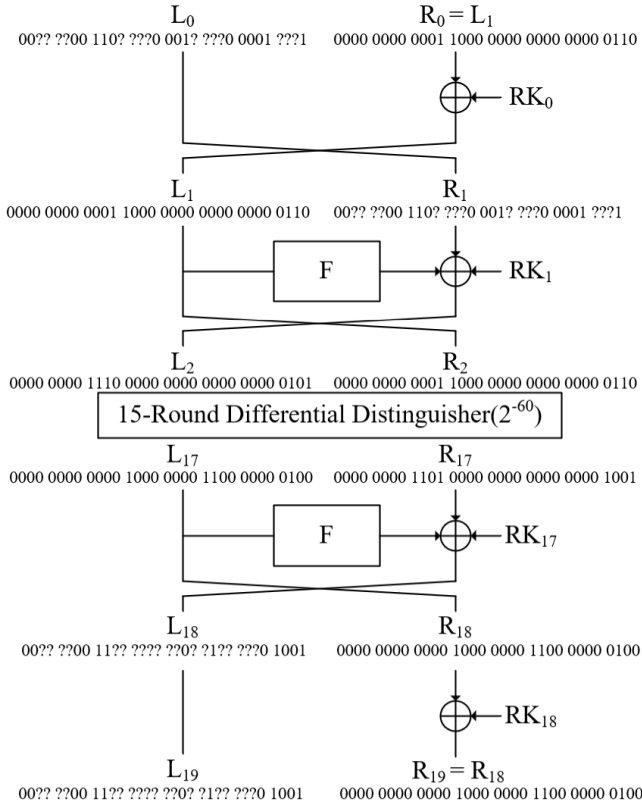 L0 R0 = L1
00?? ??00 110? ???0 001? ???0 0001 ???1 0000 0000 0001 1000 0000 0000 0000 0110
RK0
L1 R1
0000 0000 0001 1000 0000 0000 0000 0110 00?? ??00 110? ???0 001? ???0 0001 ???1
F RK1
L2 R2
0000 0000 1110 0000 0000 0000 0000 0101 0000 0000 0001 1000 0000 0000 0000 0110
15-Round Differential Distinguisher(2-60)
L17 R17
0000 0000 0000 1000 0000 1100 0000 0100 0000 0000 1101 0000 0000 0000 0000 1001
F RK17
L18 R18
00?? ??00 11?? ???? ??0? ?1?? ???0 1001 0000 0000 0000 1000 0000 1100 0000 0100
RK18
L19 R19 = R18
00?? ??00 11?? ???? ??0? ?1?? ???0 1001 0000 0000 0000 1000 0000 1100 0000 0100